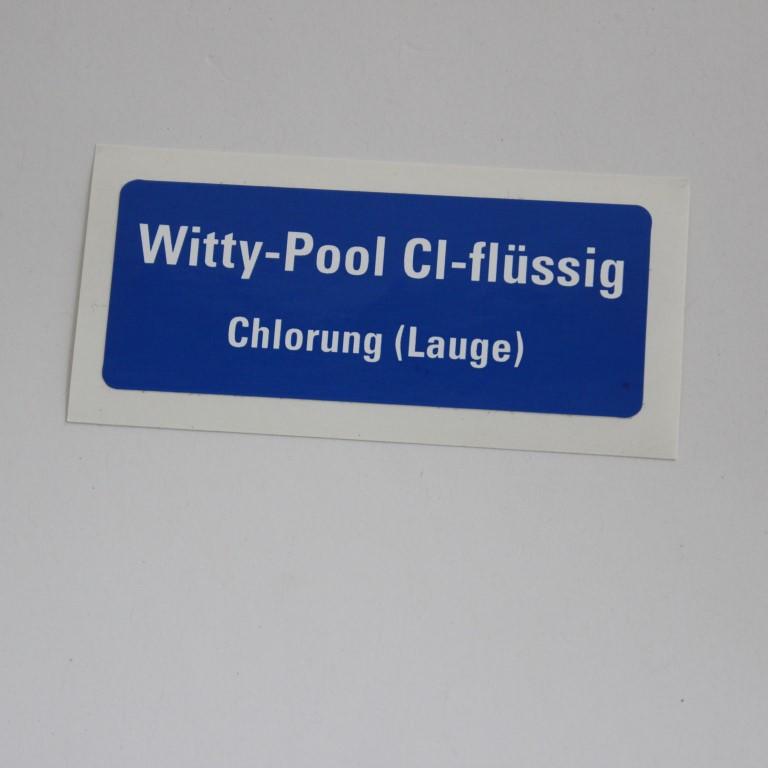 Witty-Pool Cl-flüssig
Chlorung (Lauge)